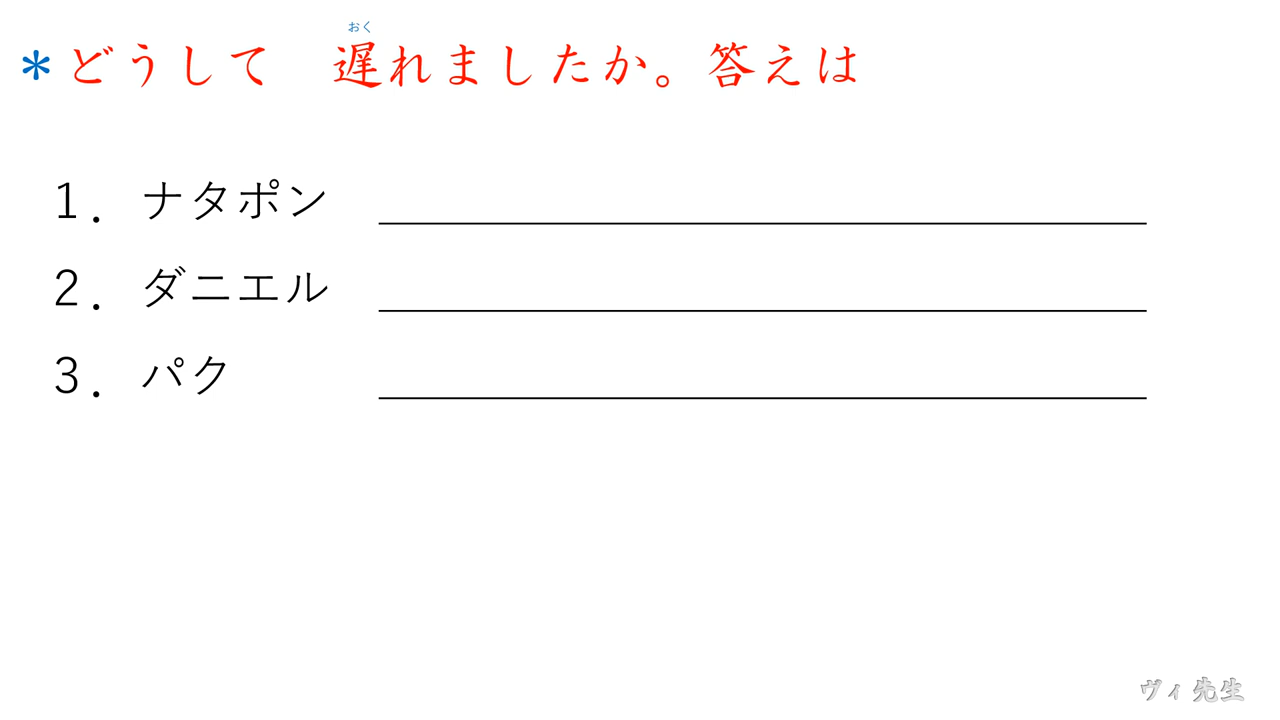 おく
*どうして　遅れましたか。答えは
1．ナタポン
2．ダニエル
3．パク
ヴィ先生